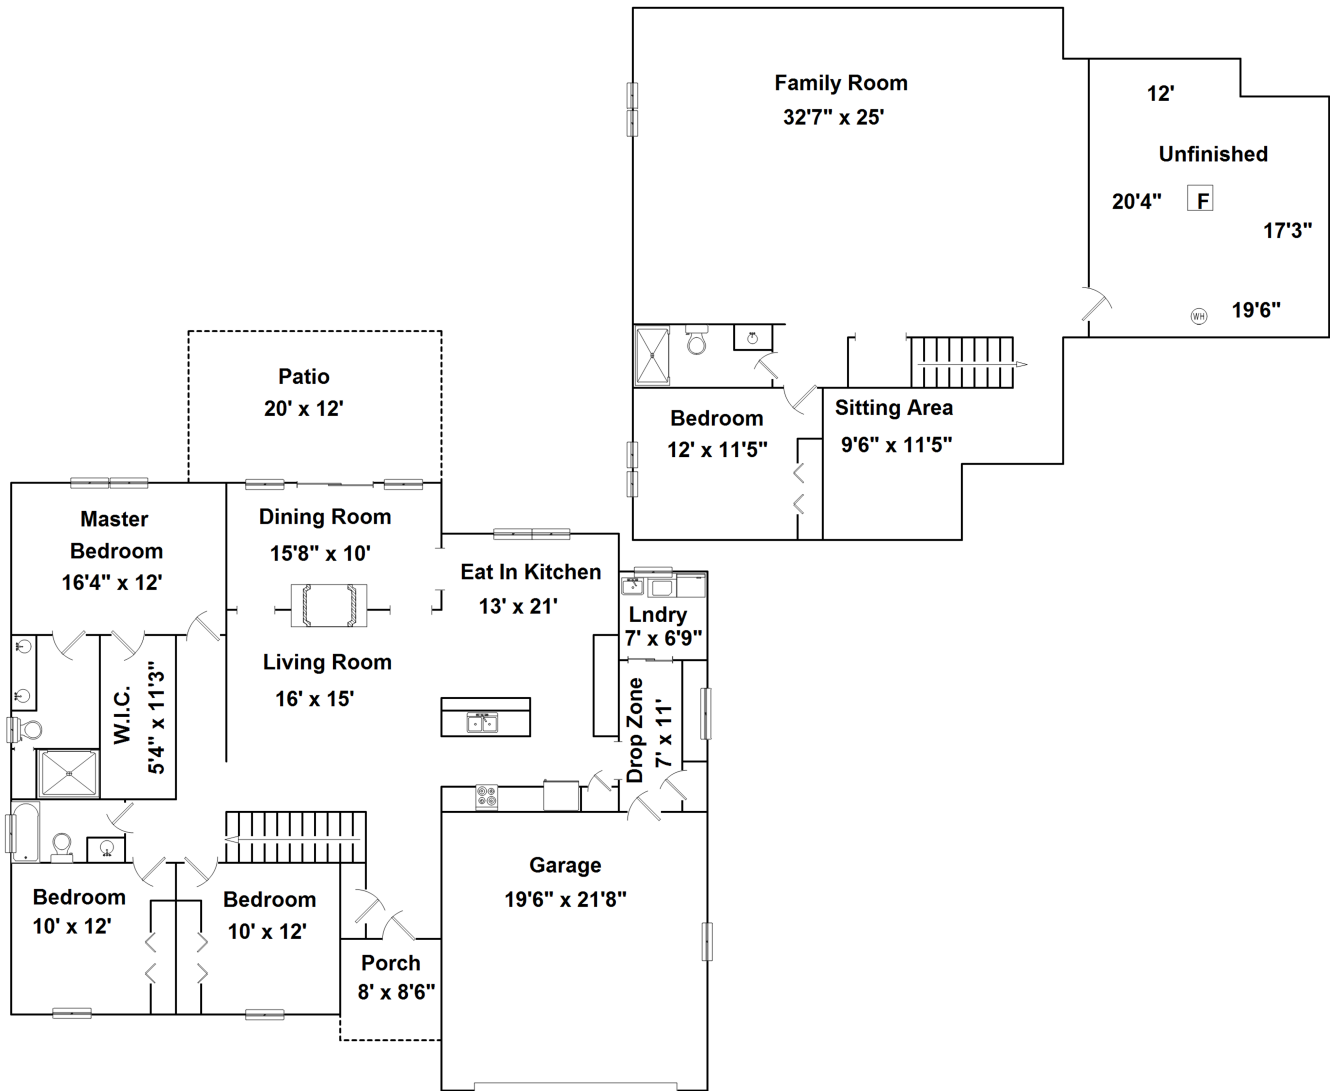 Family Room
32'7" x 25'
12'
Unfinished
20'4"
F
17'3"
WH
19'6"
Bedroom
12' x 11'5"
Sitting Area
9'6" x 11'5"
Patio
20' x 12'
Master
Bedroom
16'4" x 12'
Dining Room
15'8" x 10'
Eat In Kitchen
13' x 21'
Lndry
7' x 6'9"
Living Room
16' x 15'
W.I.C.
5'4" x 11'3"
Drop Zone
7' x 11'
Bedroom
10' x 12'
Bedroom
10' x 12'
Garage
19'6" x 21'8"
Porch
8' x 8'6"